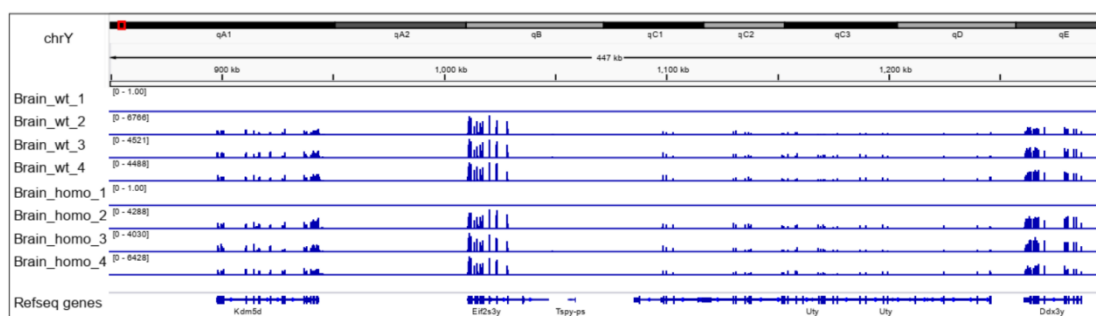 chrY
qA1 qA2 qB qC1 qC2 qC3 qD qE
447 kb
900 kb 1,000 kb 1,100 kb 1,200 kb
Brain_wt_1 [0 - 1.00]
Brain_wt_2 [0 - 6766]
Brain_wt_3 [0 - 4521]
Brain_wt_4 [0 - 4488]
Brain_homo_1 [0 - 1.00]
Brain_homo_2 [0 - 4288]
Brain_homo_3 [0 - 4030]
Brain_homo_4 [0 - 6428]
Refseq genes
Kdm5d Eif2s3y Tspy-ps Uty Uty Ddx3y